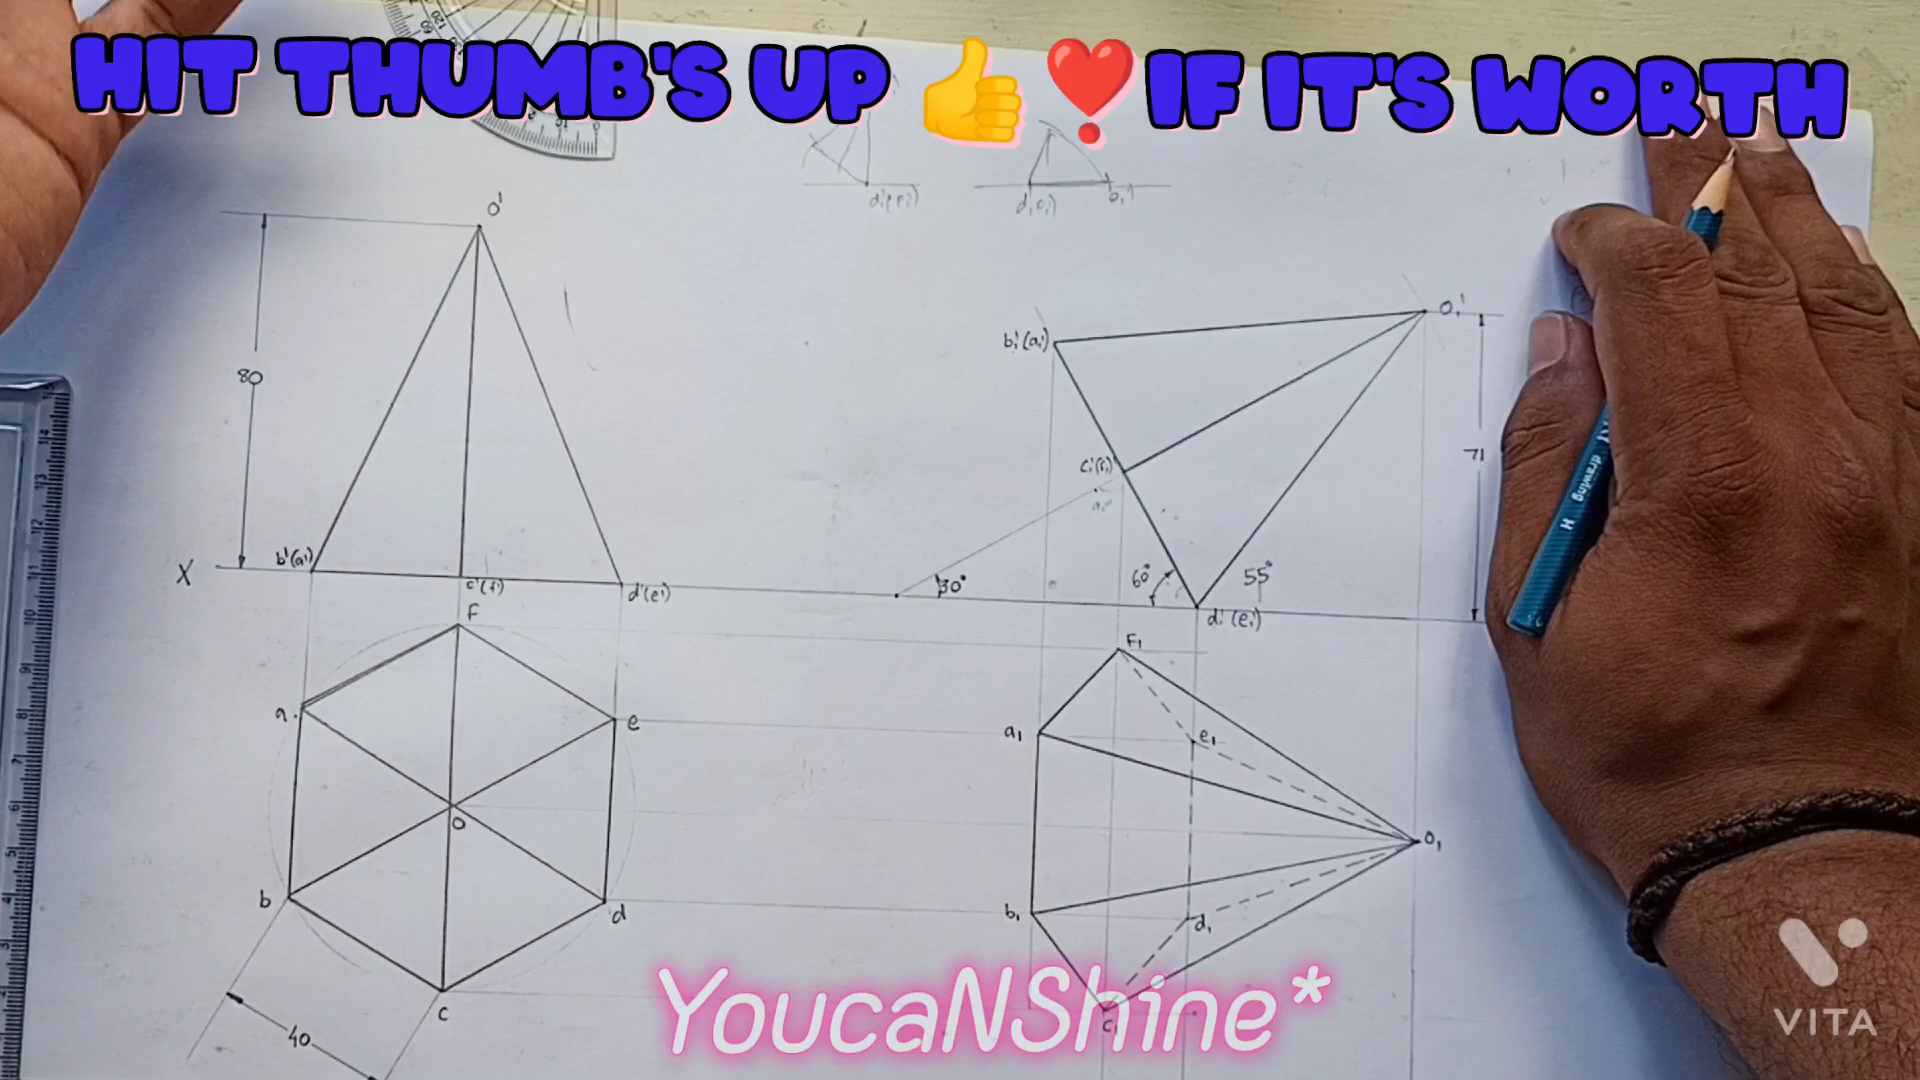 HIT THUMB'S UP 👍❣️IF IT'S WORTH
d'(e') d'(e') o'
o'
80
X
b'(a')
c'(f')
d'(e')
b₁'(a₁')
o₁'
c₁'(f₁')
71
30°
60°
55°
d₁'(e₁')
F
a
e
o
b
d
c
40
F₁
a₁
e₁
o₁
b₁
d₁
c₁
drawing H
YoucaNShine*
VITA